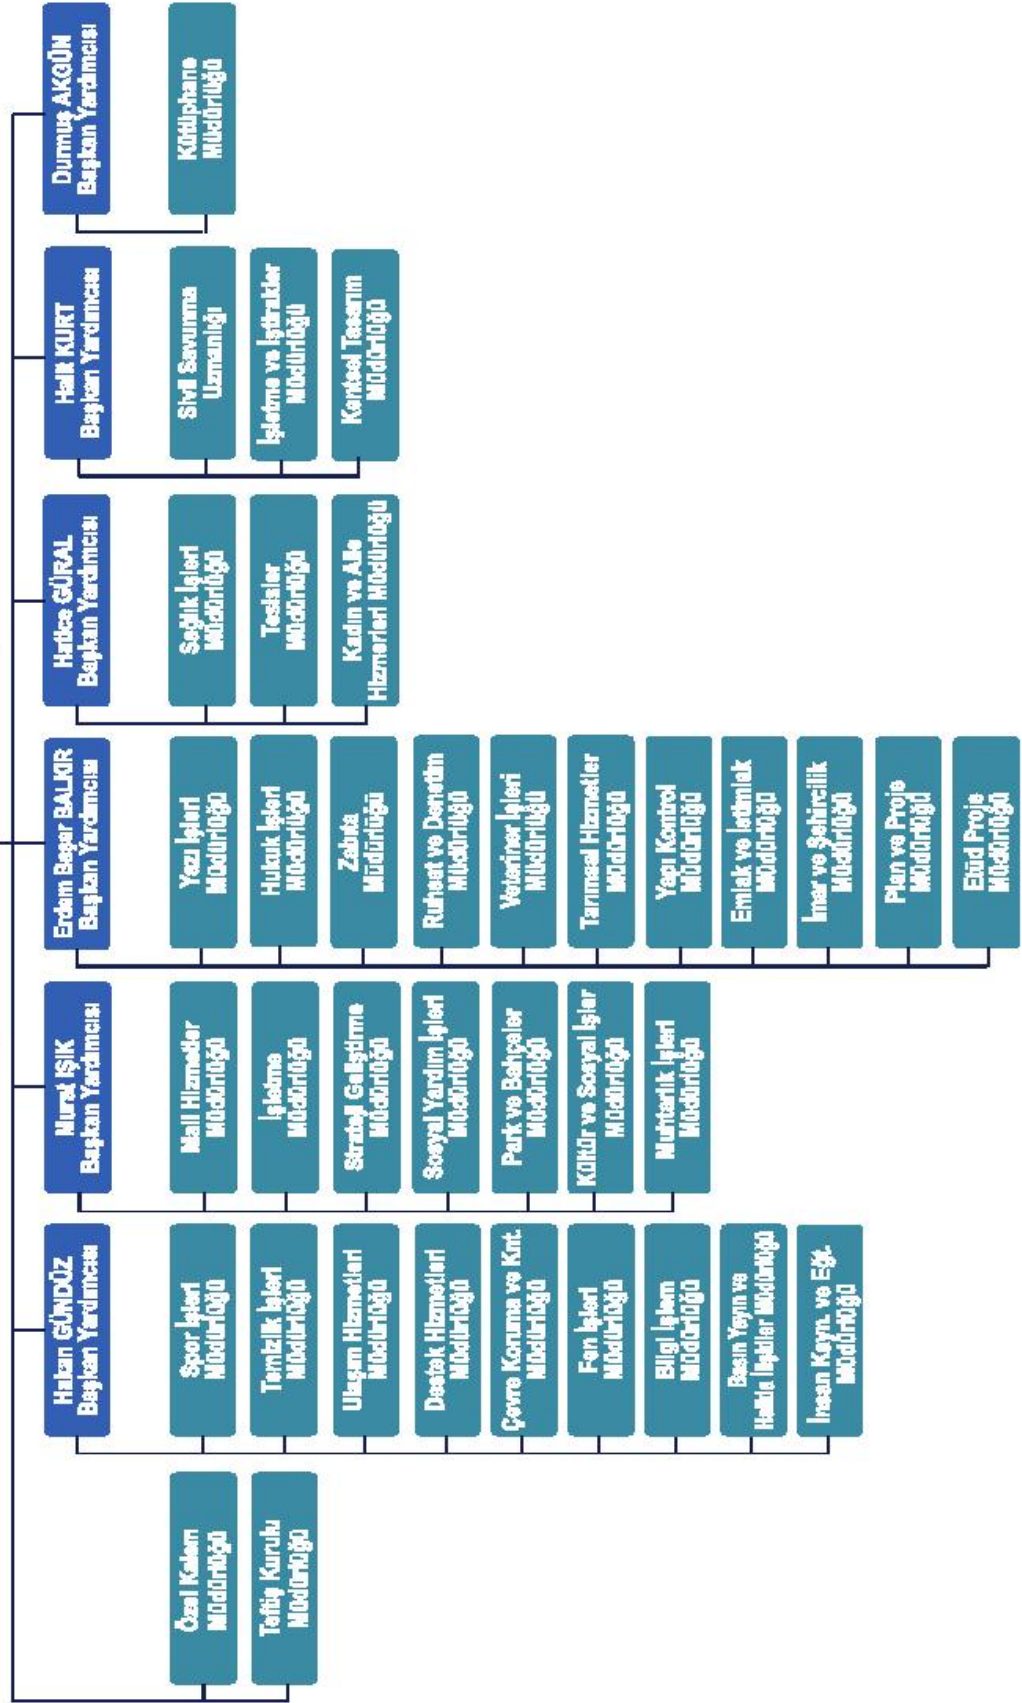 Özel Kalem
Müdürlüğü
Teftiş Kurulu
Müdürlüğü
Hakan GÜNDÜZ
Başkan Yardımcısı
Spor İşleri
Müdürlüğü
Temizlik İşleri
Müdürlüğü
Ulaşım Hizmetleri
Müdürlüğü
Destek Hizmetleri
Müdürlüğü
Çevre Koruma ve Knt.
Müdürlüğü
Fen İşleri
Müdürlüğü
Bilgi İşlem
Müdürlüğü
Basın Yayın ve
Halkla İlişkiler Müdürlüğü
İnsan Kayn. ve Eğt.
Müdürlüğü
Murat IŞIK
Başkan Yardımcısı
Mali Hizmetler
Müdürlüğü
İşletme
Müdürlüğü
Strateji Geliştirme
Müdürlüğü
Sosyal Yardım İşleri
Müdürlüğü
Park ve Bahçeler
Müdürlüğü
Kültür ve Sosyal İşler
Müdürlüğü
Muhtarlık İşleri
Müdürlüğü
Erdam Başar BALKIR
Başkan Yardımcısı
Yazı İşleri
Müdürlüğü
Hukuk İşleri
Müdürlüğü
Zabıta
Müdürlüğü
Ruhsat ve Denetim
Müdürlüğü
Veteriner İşleri
Müdürlüğü
Tarımsal Hizmetler
Müdürlüğü
Yapı Kontrol
Müdürlüğü
Emlak ve İstimlak
Müdürlüğü
İmar ve Şehircilik
Müdürlüğü
Plan ve Proje
Müdürlüğü
Etüd Proje
Müdürlüğü
Hatice GÜRAL
Başkan Yardımcısı
Sağlık İşleri
Müdürlüğü
Tesisler
Müdürlüğü
Kadın ve Aile
Hizmetleri Müdürlüğü
Halit KURT
Başkan Yardımcısı
Sivil Savunma
Uzmanlığı
İşletme ve İştirakler
Müdürlüğü
Kentsel Tasarım
Müdürlüğü
Durmuş AKGÜN
Başkan Yardımcısı
Kütüphane
Müdürlüğü